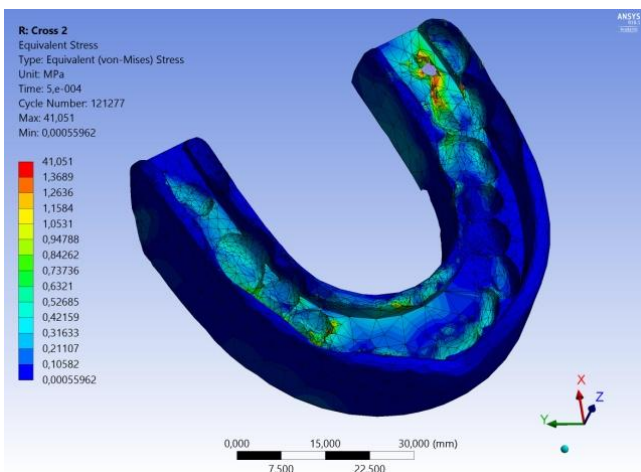 R: Cross 2
Equivalent Stress
Type: Equivalent (von-Mises) Stress
Unit: MPa
Time: 5,e-004
Cycle Number: 121277
Max: 41,051
Min: 0,00055962
41,051
1,3689
1,2636
1,1584
1,0531
0,94788
0,84262
0,73736
0,6321
0,52685
0,42159
0,31633
0,21107
0,10582
0,00055962
ANSYS
X
Z
Y
0,000 15,000 30,000 (mm)
7,500 22,500